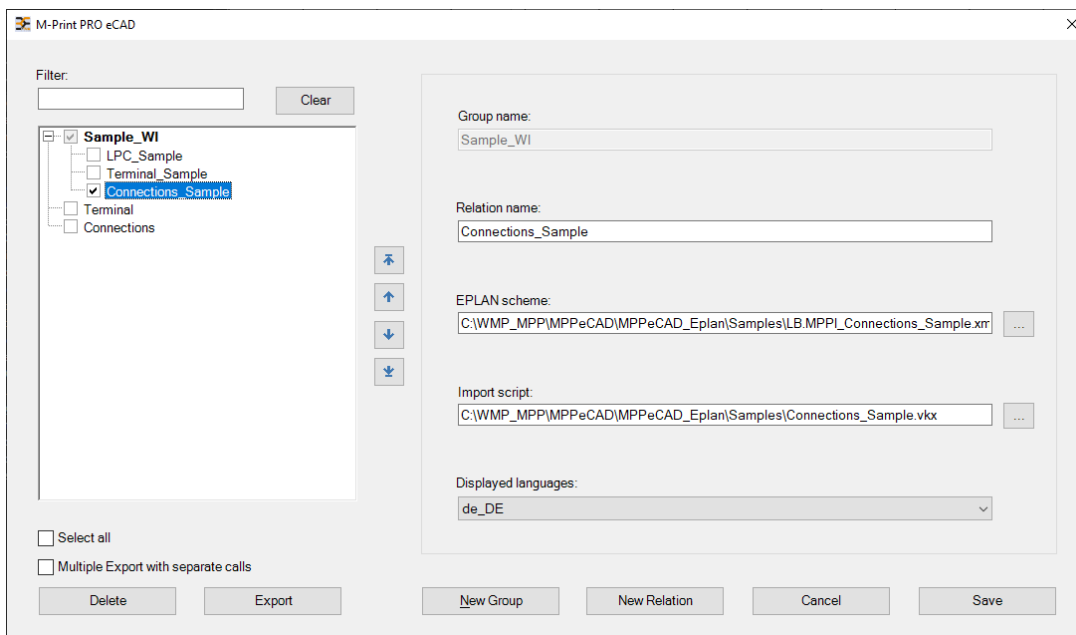 M-Print PRO eCAD
Filter:
Clear
Sample_WI
LPC_Sample
Terminal_Sample
Connections_Sample
Terminal
Connections
Select all
Multiple Export with separate calls
Delete
Export
Group name:
Sample_WI
Relation name:
Connections_Sample
EPLAN scheme:
C:\WMP_MPP\MPPeCAD\MPPeCAD_Eplan\Samples\LB.MPPI_Connections_Sample.xm
...
Import script:
C:\WMP_MPP\MPPeCAD\MPPeCAD_Eplan\Samples\Connections_Sample.vkx
...
Displayed languages:
de_DE
New Group
New Relation
Cancel
Save